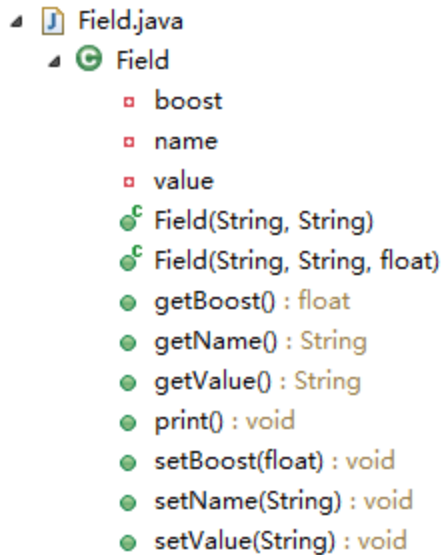 Field.java
Field
boost
name
value
Field(String, String)
Field(String, String, float)
getBoost() : float
getName() : String
getValue() : String
print() : void
setBoost(float) : void
setName(String) : void
setValue(String) : void